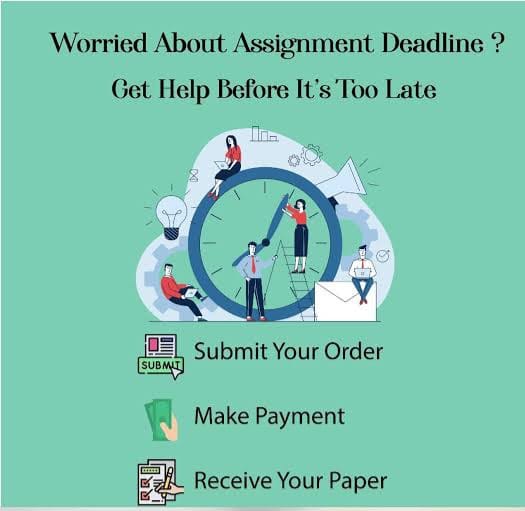 Worried About Assignment Deadline ?
Get Help Before It's Too Late
SUBMIT
Submit Your Order
Make Payment
Receive Your Paper